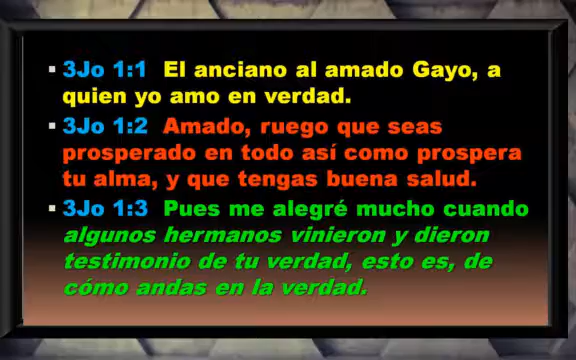 ▪ 3Jo 1:1 El anciano al amado Gayo, a
quien yo amo en verdad.
▪ 3Jo 1:2 Amado, ruego que seas
prosperado en todo así como prospera
tu alma, y que tengas buena salud.
▪ 3Jo 1:3 Pues me alegré mucho cuando
algunos hermanos vinieron y dieron
testimonio de tu verdad, esto es, de
cómo andas en la verdad.